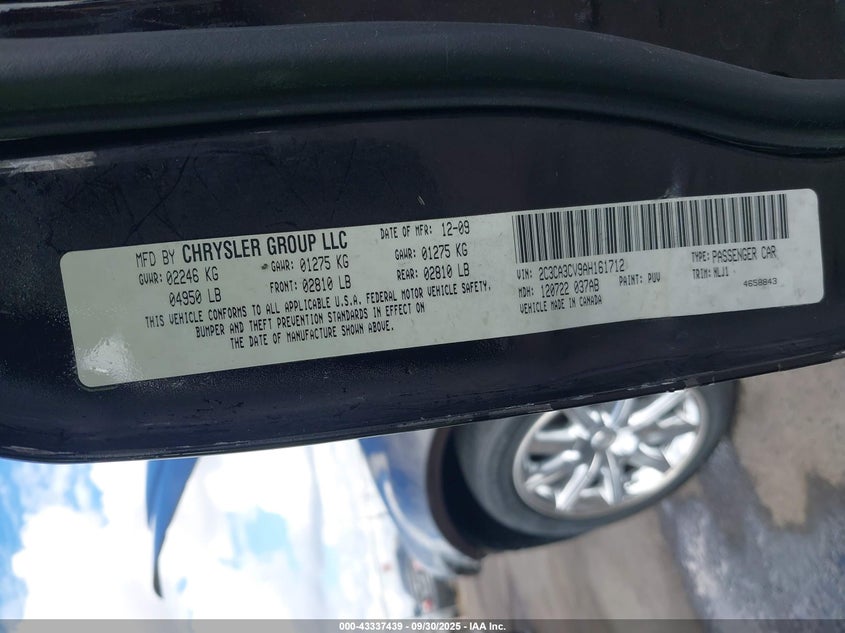 MFD BY CHRYSLER GROUP LLC DATE OF MFR: 12-09
GVWR: 02246 KG GAWR: 01275 KG GAWR: 01275 KG
04950 LB FRONT: 02810 LB REAR: 02810 LB
THIS VEHICLE CONFORMS TO ALL APPLICABLE U.S.A. FEDERAL MOTOR VEHICLE SAFETY,
BUMPER AND THEFT PREVENTION STANDARDS IN EFFECT ON
THE DATE OF MANUFACTURE SHOWN ABOVE.
VIN: 2C3CA3CV9AH161712 TYPE: PASSENGER CAR
MDH: 120722 037AB PAINT: PUV TRIM: MLJ1
VEHICLE MADE IN CANADA 4658843
000-43337439 - 09/30/2025 - IAA Inc.